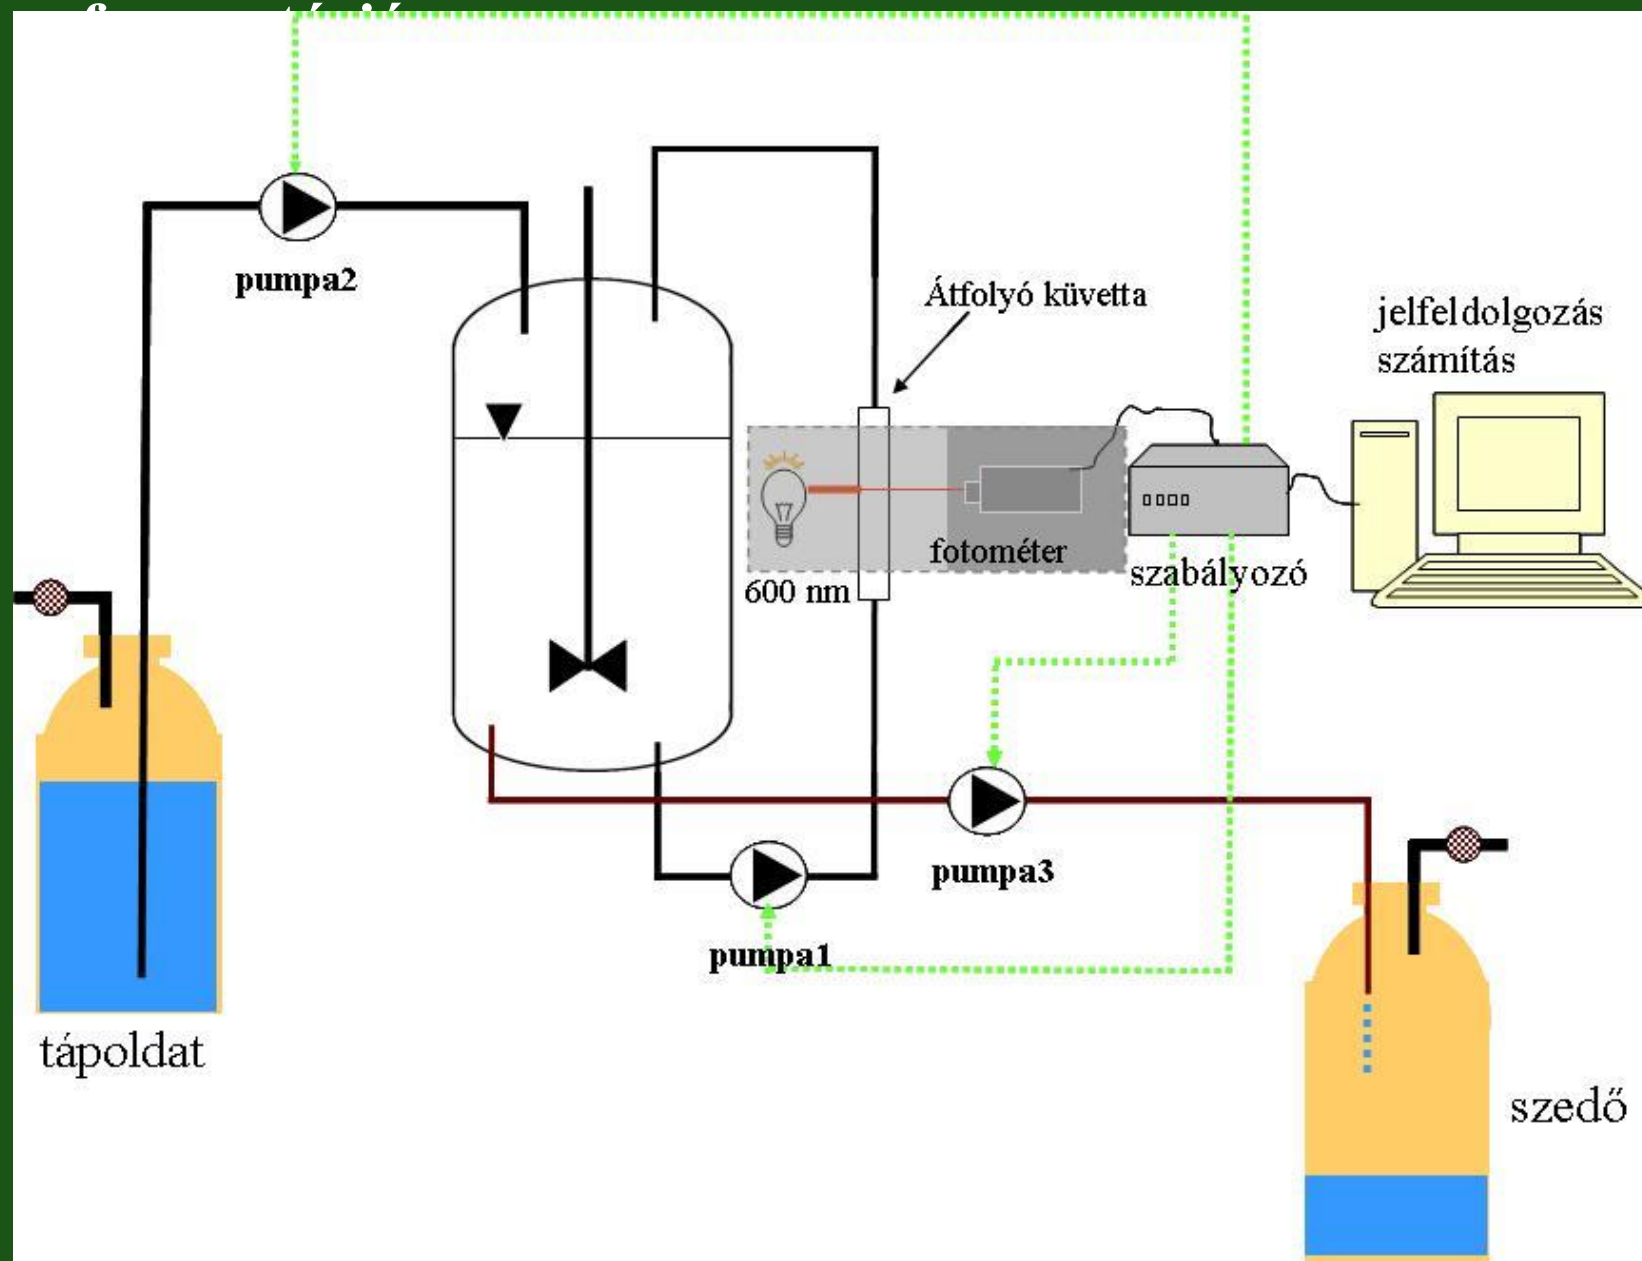 pumpa2
Átfolyó küvetta
jelfeldolgozás
számítás
fotométer
600 nm
szabályozó
pumpa3
pumpa1
tápoldat
szedő